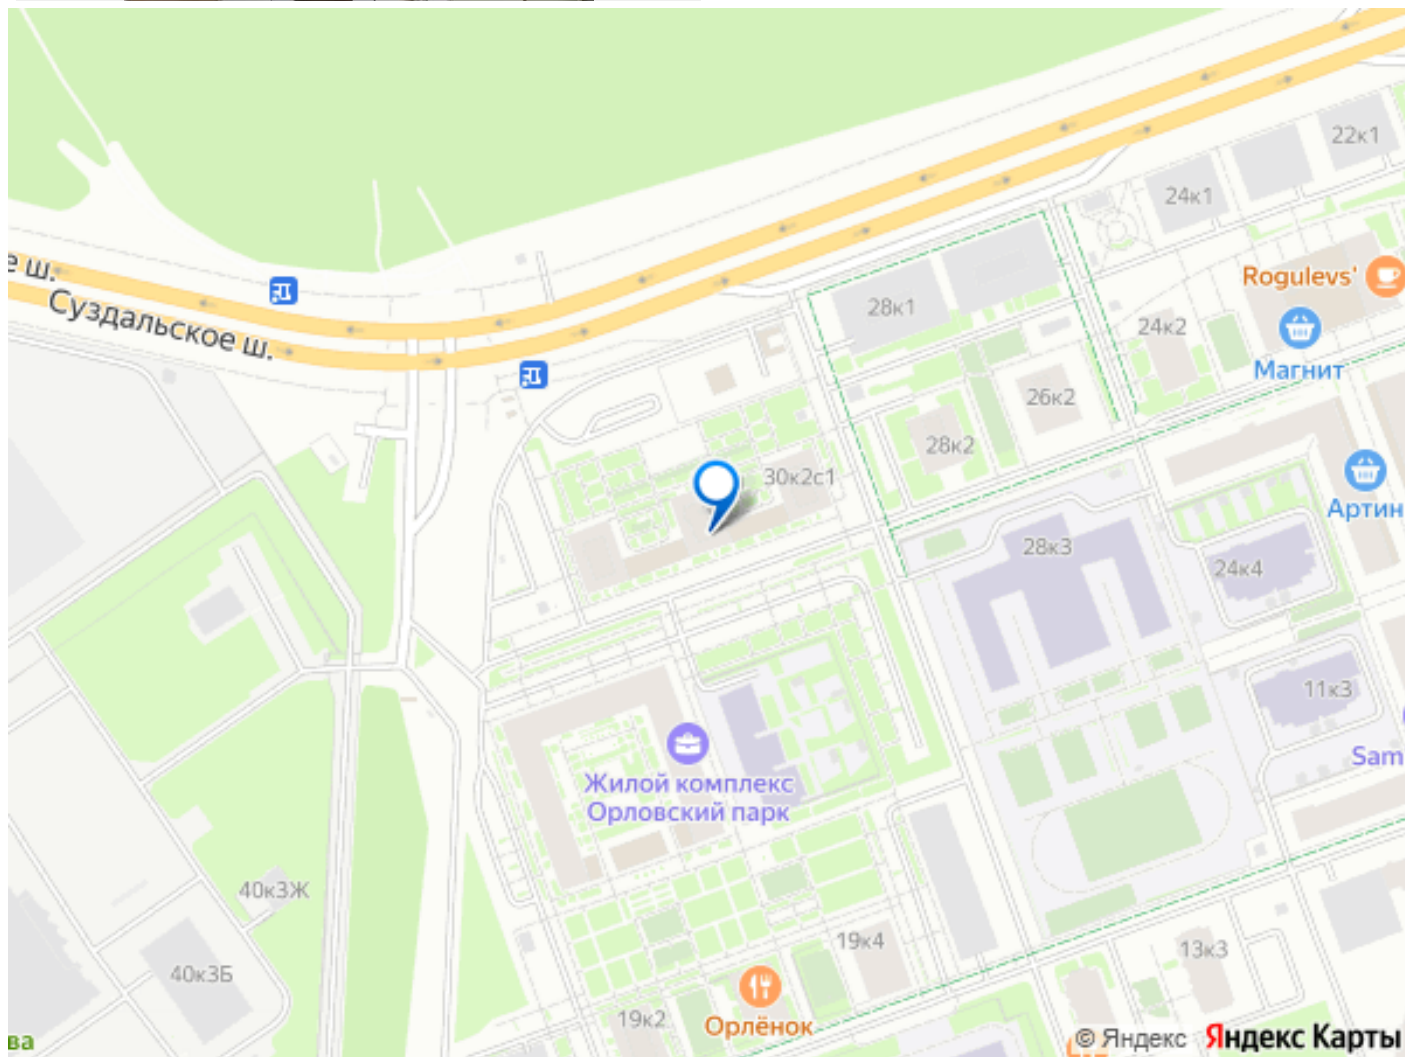 22к1
24к1
Rogulevs'
е ш.
Суздальское ш.
28к1
24к2
Магнит
26к2
28к2
30к2с1
Артин
28к3
24к4
11к3
Sam
Жилой комплекс
Орловский парк
40к3Ж
19к4
13к3
40к3Б
19к2
Орлёнок
ва
© Яндекс Яндекс Карты